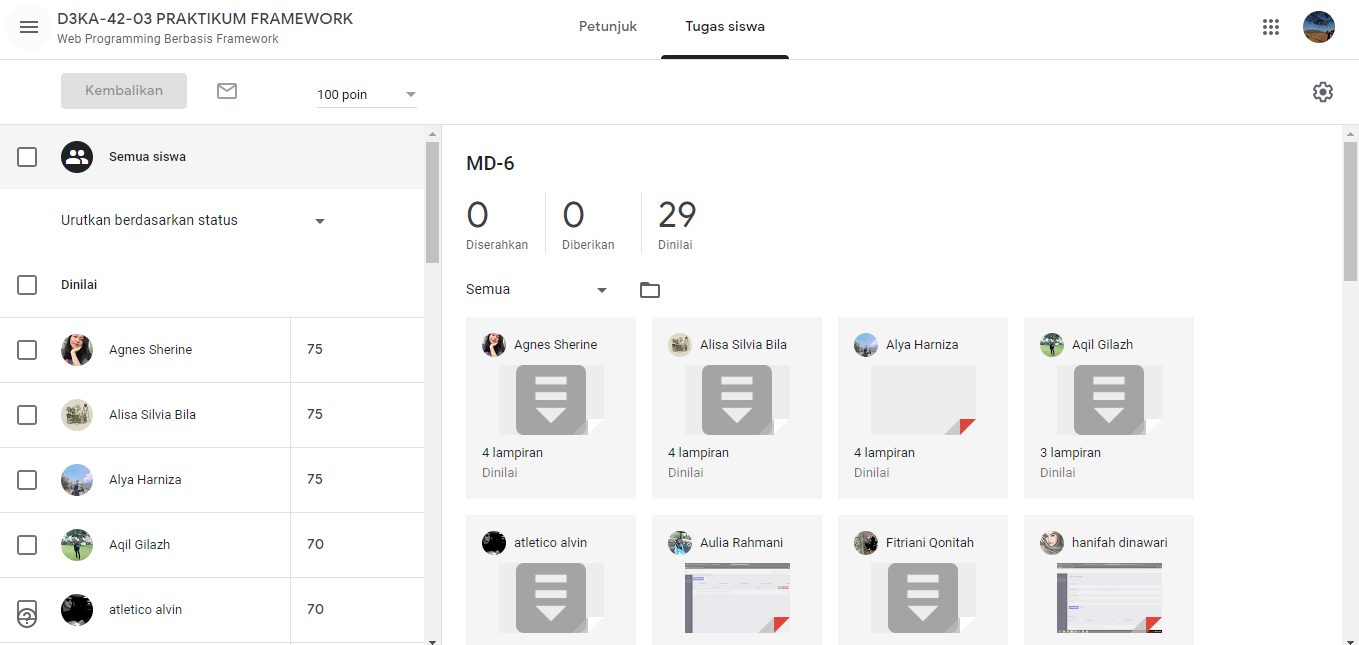 D3KA-42-03 PRAKTIKUM FRAMEWORK
Web Programming Berbasis Framework
Petunjuk
Tugas siswa
Kembalikan
100 poin
Semua siswa
Urutkan berdasarkan status
Dinilai
Agnes Sherine
75
Alisa Silvia Bila
75
Alya Harniza
75
Aqil Gilazh
70
atletico alvin
70
MD-6
0
0
29
Diserahkan
Diberikan
Dinilai
Semua
Agnes Sherine
4 lampiran
Dinilai
Alisa Silvia Bila
4 lampiran
Dinilai
Alya Harniza
4 lampiran
Dinilai
Aqil Gilazh
3 lampiran
Dinilai
atletico alvin
Aulia Rahmani
Fitriani Qonitah
hanifah dinawari